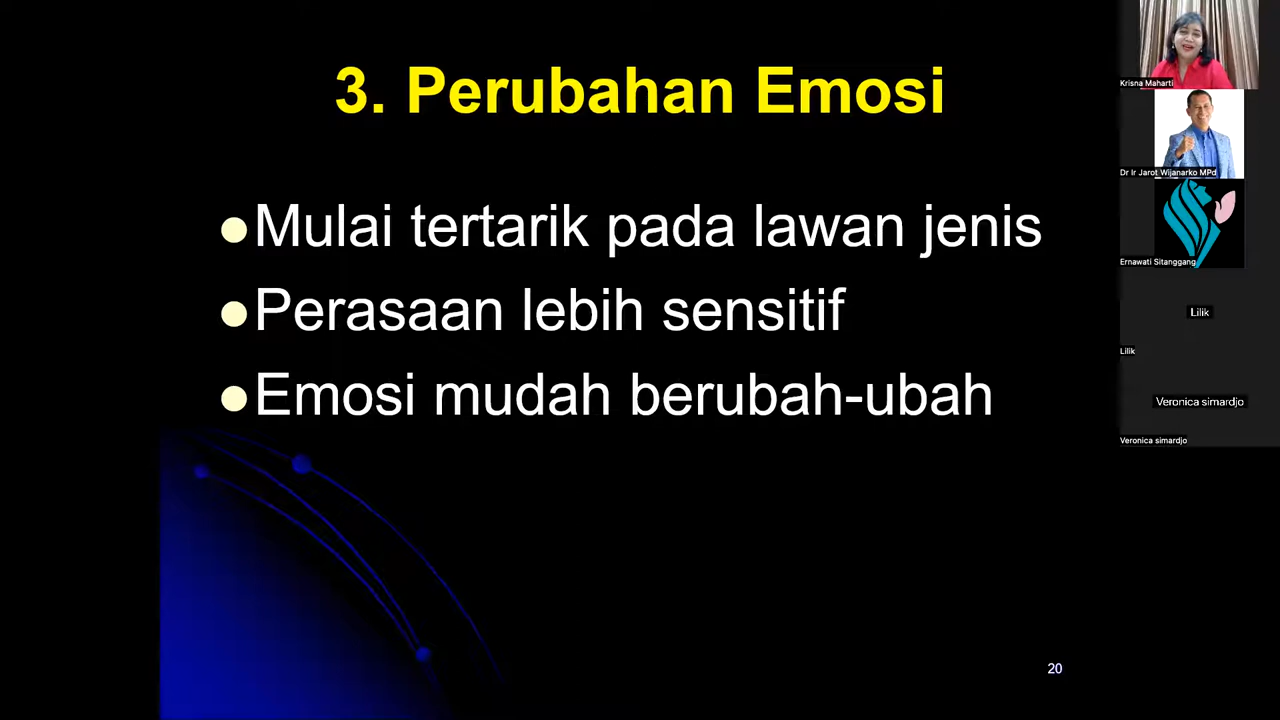 3. Perubahan Emosi
Mulai tertarik pada lawan jenis
Perasaan lebih sensitif
Emosi mudah berubah-ubah
20
Krisna Maharti
Dr Ir Jarot Wijanarko MPd
Ernawati Sitanggang
Lilik
Lilik
Veronica simardjo
Veronica simardjo